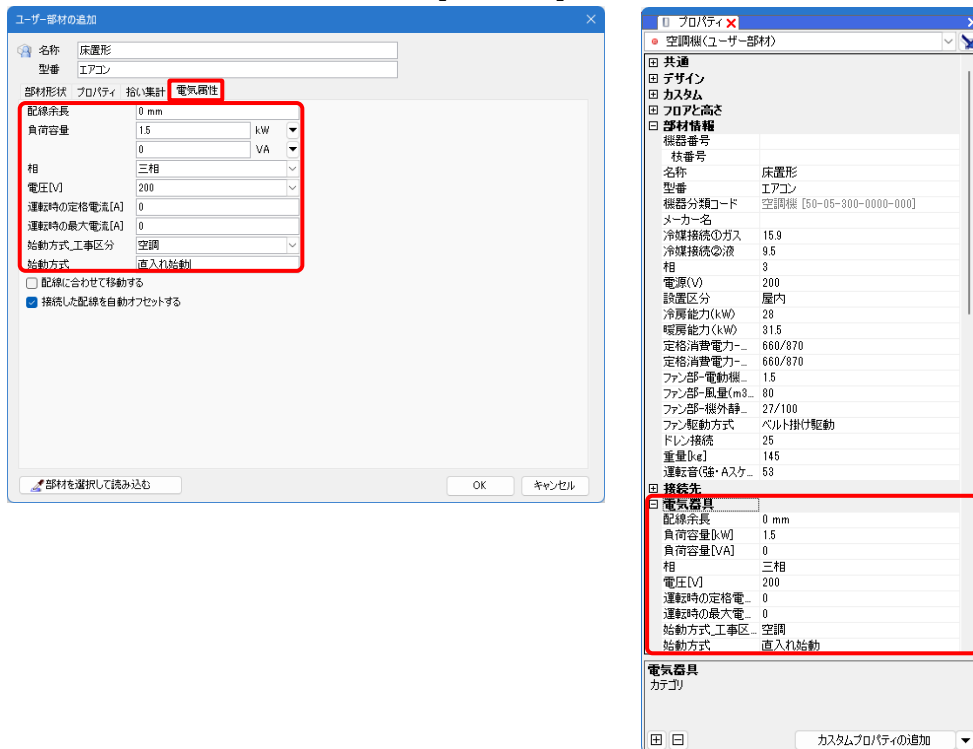 ユーザー部材の追加
名称 床置形
型番 エアコン
部材形状 プロパティ 拾い集計 電気属性
配線余長 0 mm
負荷容量 1.5 kW
0 VA
相 三相
電圧[V] 200
運転時の定格電流[A] 0
運転時の最大電流[A] 0
始動方式_工事区分 空調
始動方式 直入れ始動
配線に合わせて移動する
接続した配線を自動オフセットする
部材を選択して読み込む OK キャンセル
プロパティ
空調機(ユーザー部材)
共通
デザイン
カスタム
フロアと高さ
部材情報
機器番号
枝番号
名称 床置形
型番 エアコン
機器分類コード 空調機 [50-05-300-0000-000]
メーカー名
冷媒接続①ガス 15.9
冷媒接続②液 9.5
相 3
電源(V) 200
設置区分 屋内
冷房能力(kW) 28
暖房能力(kW) 31.5
定格消費電力-... 660/870
定格消費電力-... 660/870
ファン部-電動機... 1.5
ファン部-風量(m3... 80
ファン部-機外静... 27/100
ファン駆動方式 ベルト掛け駆動
ドレン接続 25
重量[kg] 145
運転音(強・Aスケ... 53
接続先
電気器具
配線余長 0 mm
負荷容量[kW] 1.5
負荷容量[VA] 0
相 三相
電圧[V] 200
運転時の定格電... 0
運転時の最大電... 0
始動方式_工事区... 空調
始動方式 直入れ始動
電気器具
カテゴリ
カスタムプロパティの追加